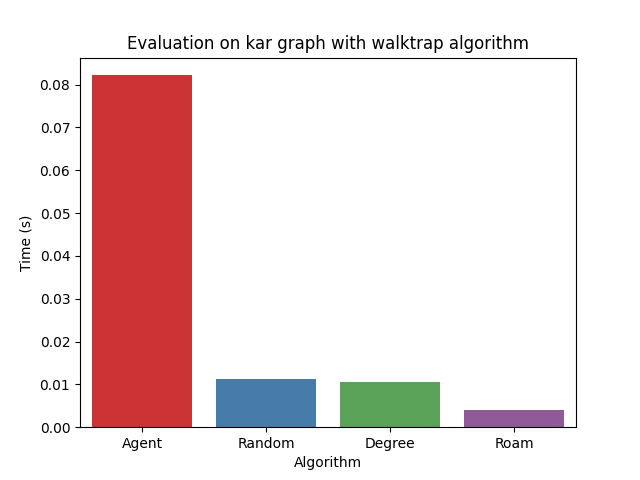 Evaluation on kar graph with walktrap algorithm
0.08
0.07
0.06
0.05
0.04
0.03
0.02
0.01
0.00
Time (s)
Agent Random Degree Roam
Algorithm